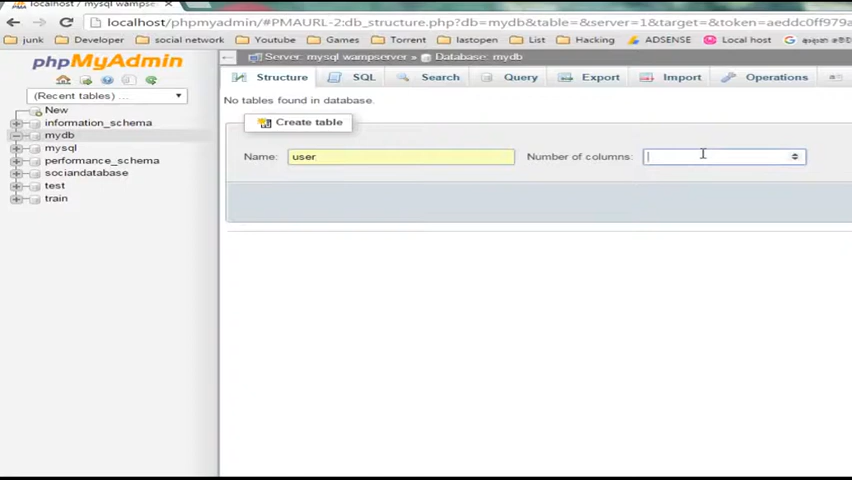 localhost / mysql wampse
localhost/phpmyadmin/#PMAURL-2:db_structure.php?db=mydb&table=&server=1&target=&token=aeddc0ff979a
junk Developer social network Youtube Games Torrent lastopen List Hacking ADSENSE Local host
phpMyAdmin
Server: mysql wampserver » Database: mydb
Structure SQL Search Query Export Import Operations
(Recent tables) ...
No tables found in database.
New
information_schema
mydb
mysql
performance_schema
sociandatabase
test
train
Create table
Name: user Number of columns: